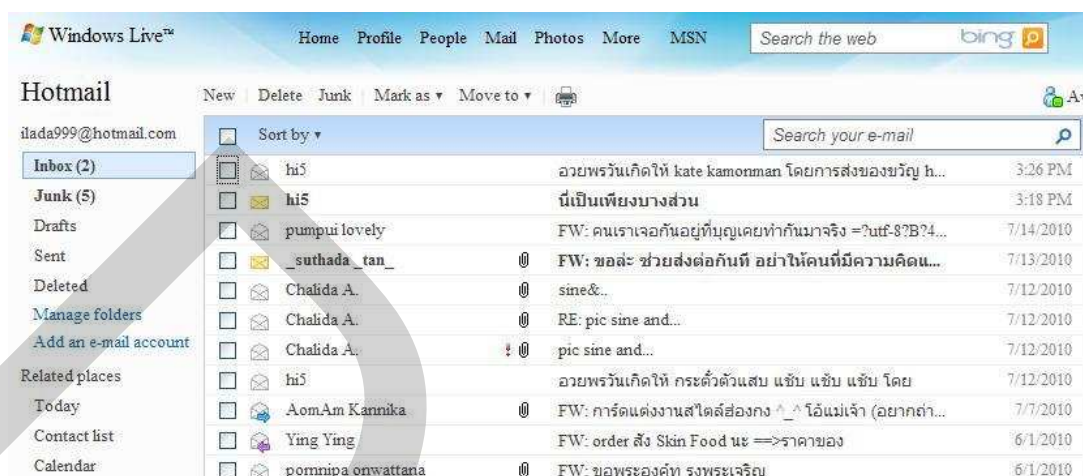 Windows Live™ Home Profile People Mail Photos More MSN Search the web bing
Hotmail New Delete Junk Mark as Move to
ilada999@hotmail.com Sort by Search your e-mail
Inbox (2) hi5 อวยพรวันเกิดให้ kate kamonman โดยการส่งของขวัญ h... 3:26 PM
Junk (5) hi5 นี่เป็นเพียงบางส่วน 3:18 PM
Drafts pumpui lovely FW: คนเราเจอกันอยู่ที่บุญเคยทำกันมาจริง =?utf-8?B?4... 7/14/2010
Sent _suthada_tan_ FW: ขอล่ะ ช่วยส่งต่อกันที อย่าให้คนที่มีความคิดแ... 7/13/2010
Deleted Chalida A. sine&.. 7/12/2010
Manage folders Chalida A. RE: pic sine and... 7/12/2010
Add an e-mail account Chalida A. pic sine and... 7/12/2010
Related places hi5 อวยพรวันเกิดให้ กระตั้วตัวแสบ แซ้บ แซ้บ แซ้บ โดย 7/12/2010
Today AomAm Kannika FW: การ์ดแต่งงานสไตล์ฮ่องกง ^_^ โอ้แม่เจ้า (อยากถ่า... 7/7/2010
Contact list Ying Ying FW: order สั่ง Skin Food นะ ==>ราคาของ 6/1/2010
Calendar pornnipa onwattana FW: ขอพระองค์ทรงพระเจริญ 6/1/2010